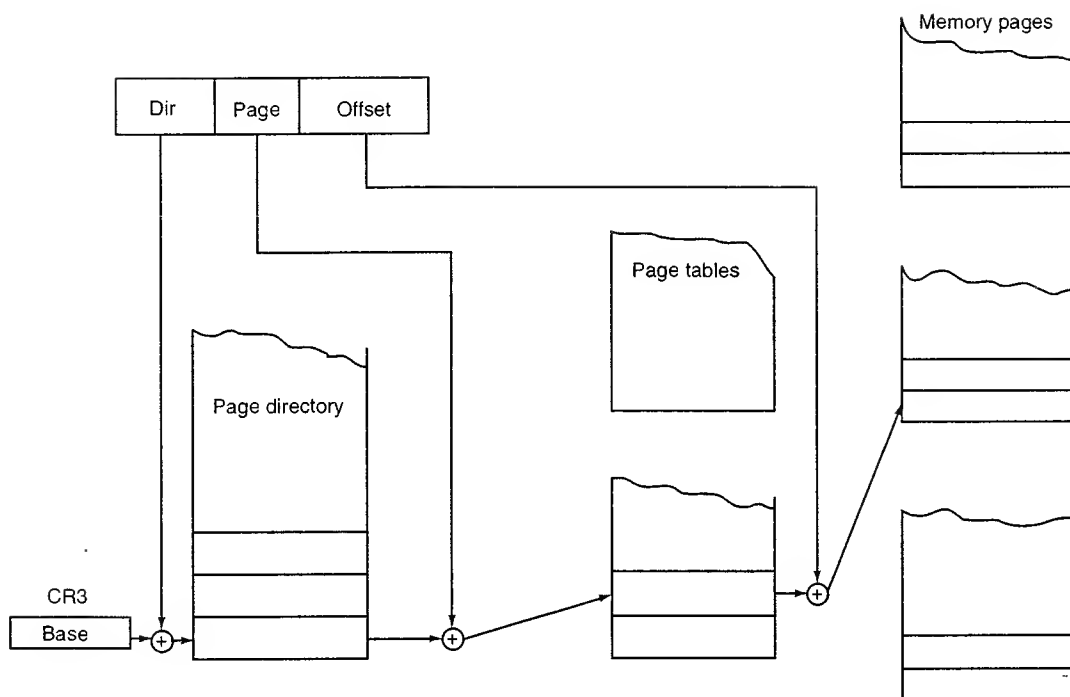 Memory pages
Dir Page Offset
Page tables
Page directory
CR3
Base